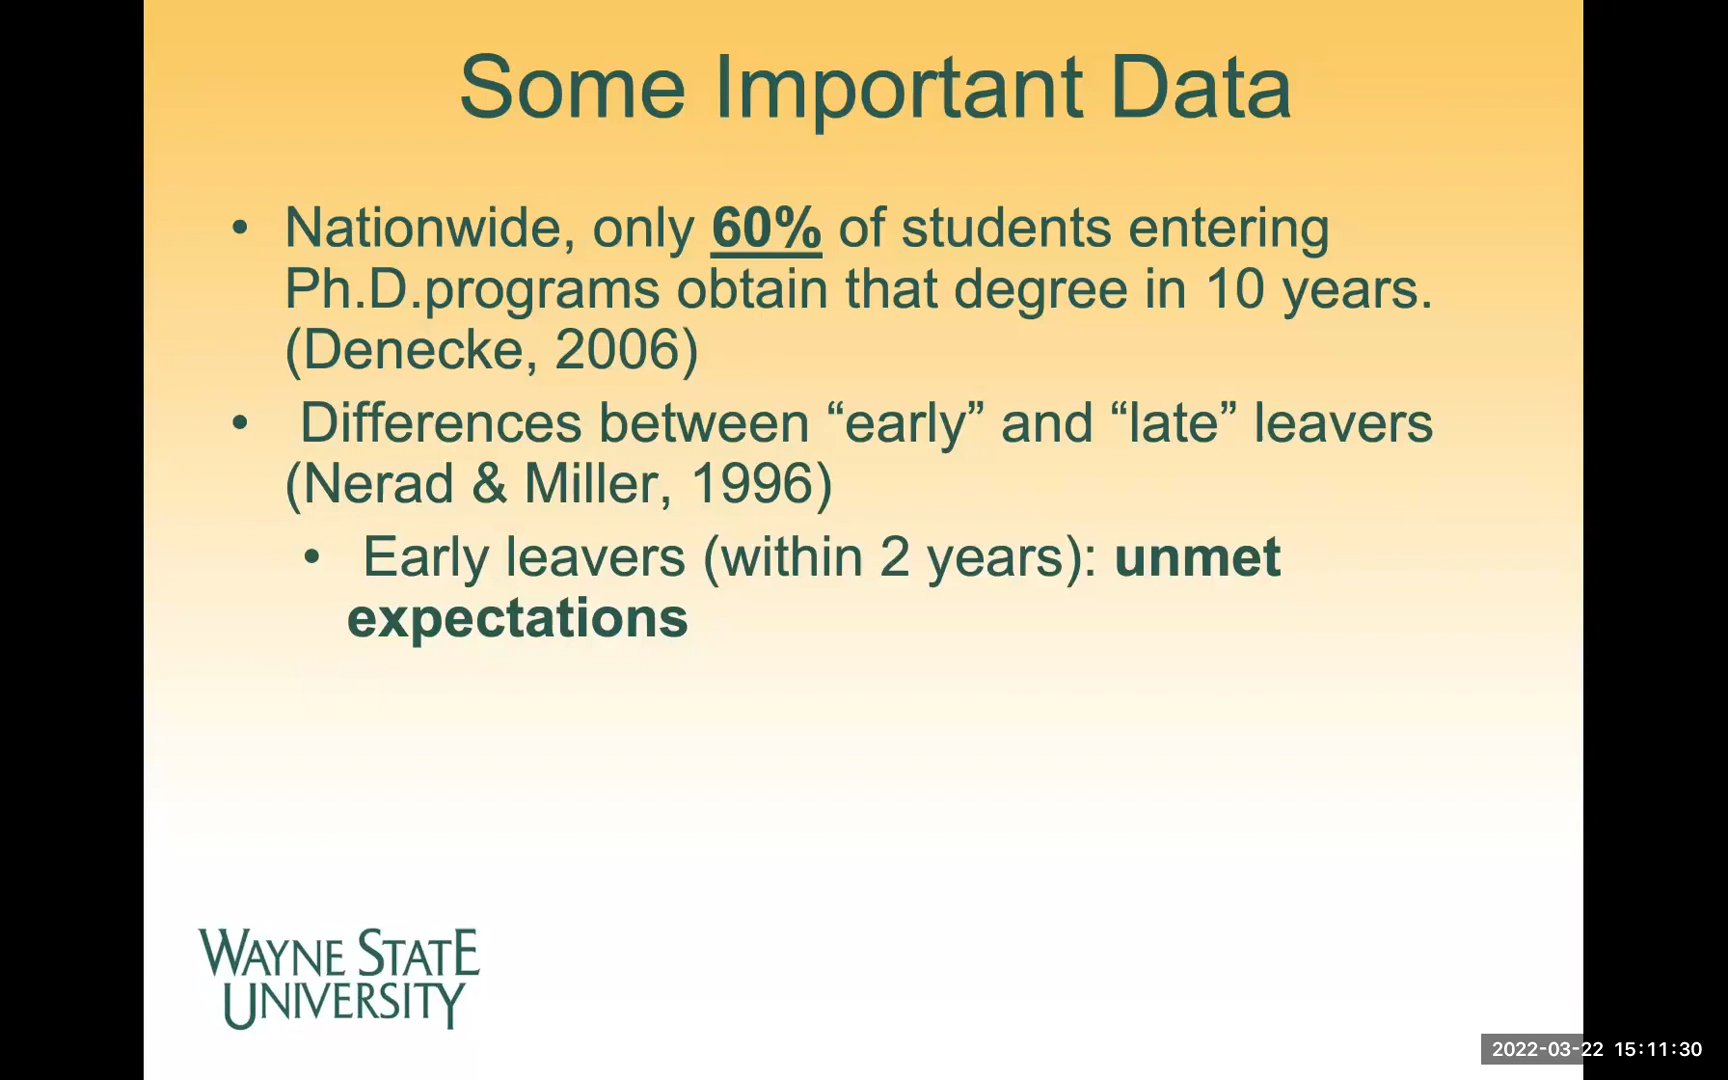 Some Important Data
• Nationwide, only 60% of students entering
Ph.D.programs obtain that degree in 10 years.
(Denecke, 2006)
• Differences between “early” and “late” leavers
(Nerad & Miller, 1996)
• Early leavers (within 2 years): unmet
expectations
WAYNE STATE
UNIVERSITY
2022-03-22 15:11:30